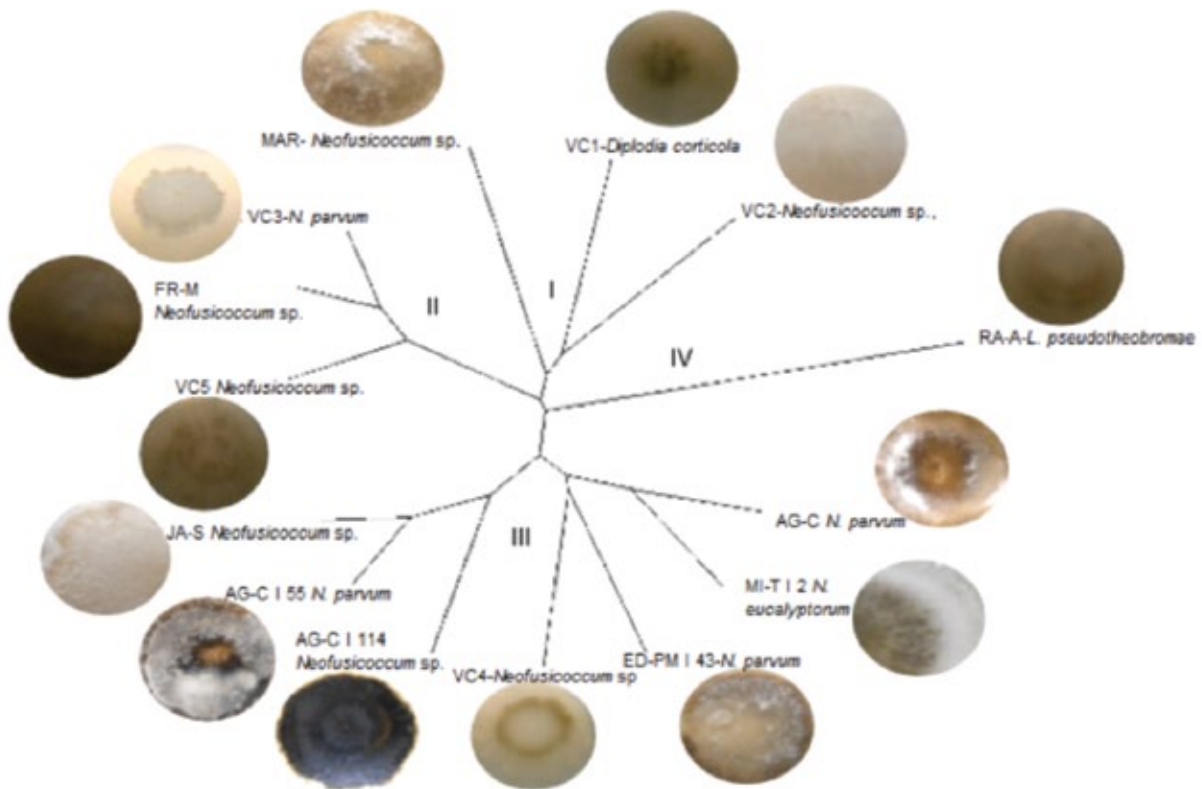 MAR- Neofusicoccum sp.
VC1-Diplodia corticola
VC2-Neofusicoccum sp.,
VC3-N. parvum
FR-M
Neofusicoccum sp.
I
II
IV
RA-A-L. pseudotheobromae
VC5 Neofusicoccum sp.
JA-S Neofusicoccum sp.
III
AG-C N. parvum
AG-C I 55 N. parvum
MI-T I 2 N.
eucalyptorum
AG-C I 114
Neofusicoccum sp.
VC4-Neofusicoccum sp
ED-PM I 43-N. parvum